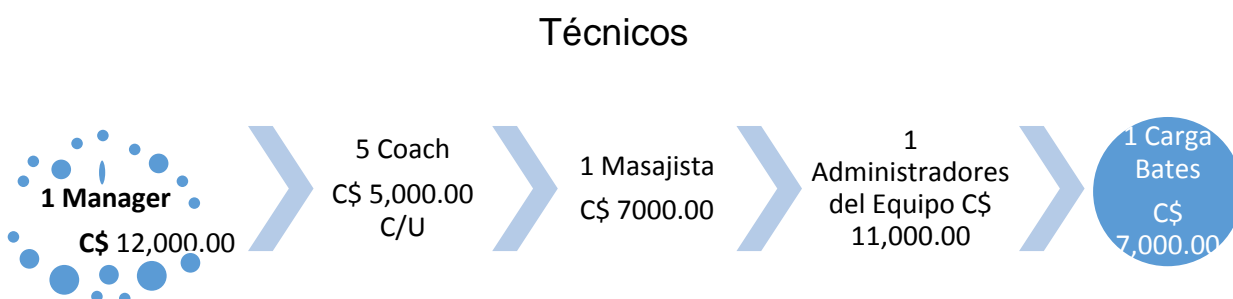 Técnicos
1 Manager
C$ 12,000.00
5 Coach
C$ 5,000.00
C/U
1 Masajista
C$ 7000.00
1
Administradores
del Equipo C$
11,000.00
1 Carga
Bates
C$
7,000.00